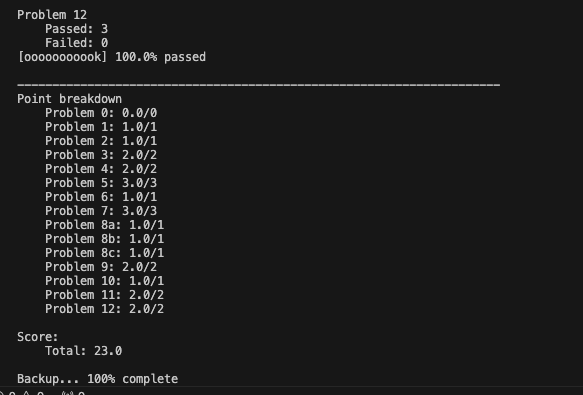 Problem 12
    Passed: 3
    Failed: 0
[ooooooooook] 100.0% passed
---------------------------------------------------------------------
Point breakdown
    Problem 0: 0.0/0
    Problem 1: 1.0/1
    Problem 2: 1.0/1
    Problem 3: 2.0/2
    Problem 4: 2.0/2
    Problem 5: 3.0/3
    Problem 6: 1.0/1
    Problem 7: 3.0/3
    Problem 8a: 1.0/1
    Problem 8b: 1.0/1
    Problem 8c: 1.0/1
    Problem 9: 2.0/2
    Problem 10: 1.0/1
    Problem 11: 2.0/2
    Problem 12: 2.0/2
Score:
    Total: 23.0
Backup... 100% complete